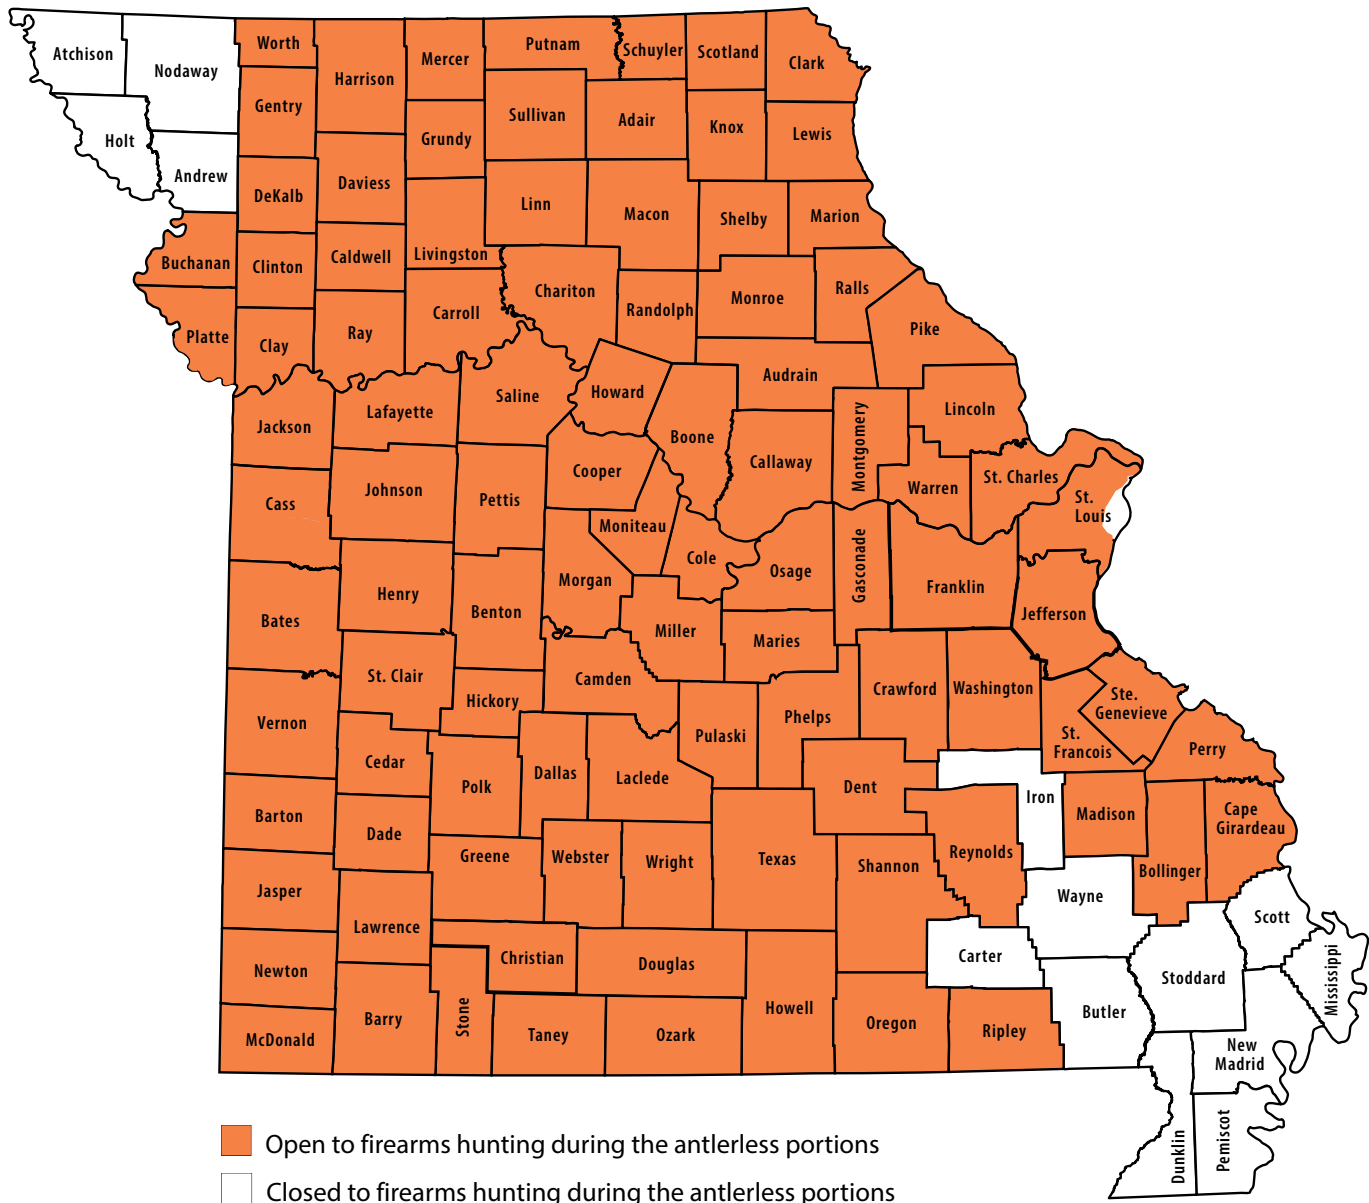 Atchison
Nodaway
Worth
Harrison
Mercer
Putnam
Schuyler
Scotland
Clark
Gentry
Sullivan
Adair
Knox
Lewis
Holt
Andrew
Grundy
DeKalb
Daviess
Linn
Macon
Shelby
Marion
Buchanan
Clinton
Caldwell
Livingston
Chariton
Randolph
Monroe
Ralls
Pike
Platte
Clay
Ray
Carroll
Audrain
Jackson
Lafayette
Saline
Howard
Boone
Callaway
Montgomery
Lincoln
Cass
Johnson
Pettis
Cooper
Moniteau
Warren
St. Charles
St.
Louis
Cole
Osage
Gasconade
Franklin
Jefferson
Bates
Henry
Benton
Morgan
Miller
Maries
St. Clair
Hickory
Camden
Pulaski
Phelps
Crawford
Washington
Ste.
Genevieve
St.
Francois
Perry
Vernon
Cedar
Polk
Dallas
Laclede
Dent
Iron
Madison
Cape
Girardeau
Barton
Dade
Greene
Webster
Wright
Texas
Shannon
Reynolds
Bollinger
Jasper
Lawrence
Wayne
Scott
Mississippi
Newton
Christian
Douglas
Carter
Stoddard
McDonald
Barry
Stone
Taney
Ozark
Howell
Oregon
Ripley
Butler
New
Madrid
Dunklin
Pemiscot
Open to firearms hunting during the antlerless portions
Closed to firearms hunting during the antlerless portions